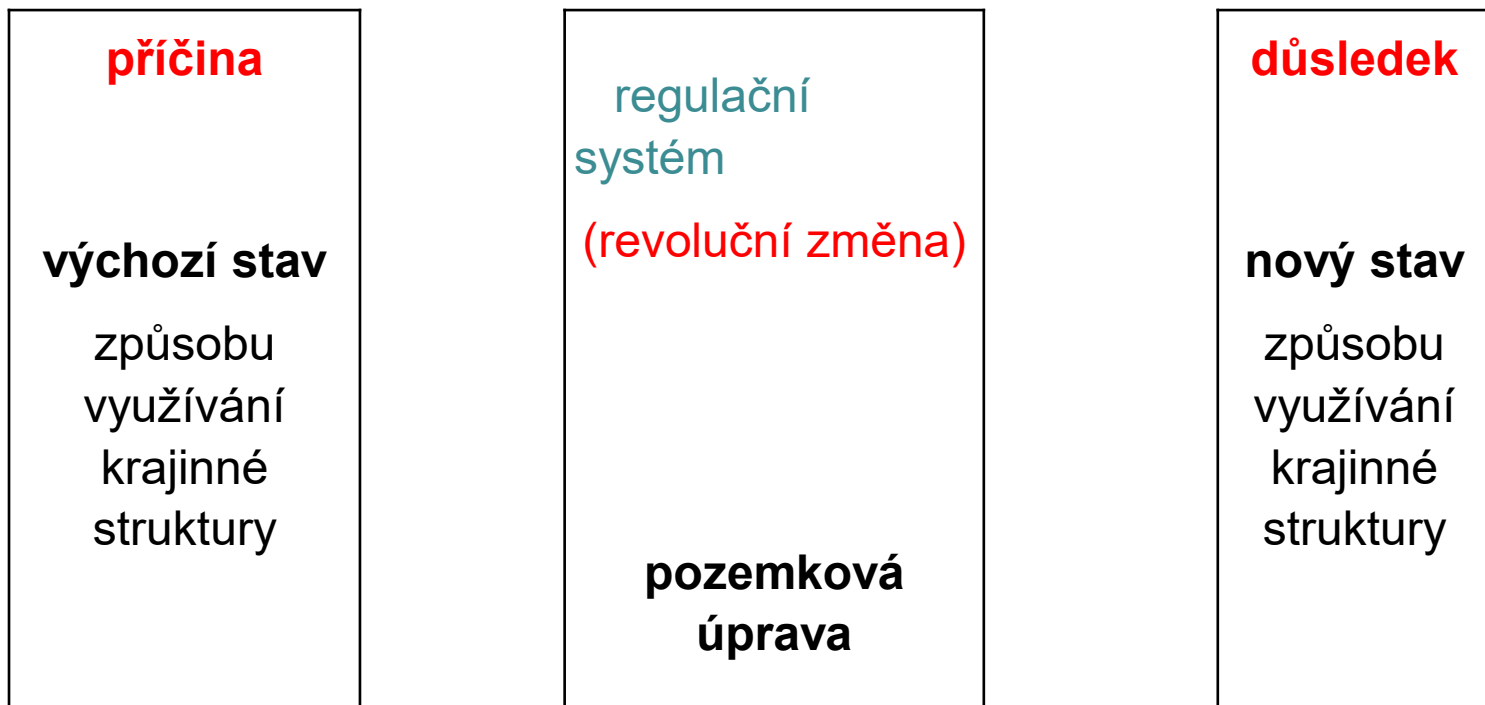 příčina
výchozí stav
způsobu
využívání
krajinné
struktury
regulační
systém
(revoluční změna)
pozemková
úprava
důsledek
nový stav
způsobu
využívání
krajinné
struktury